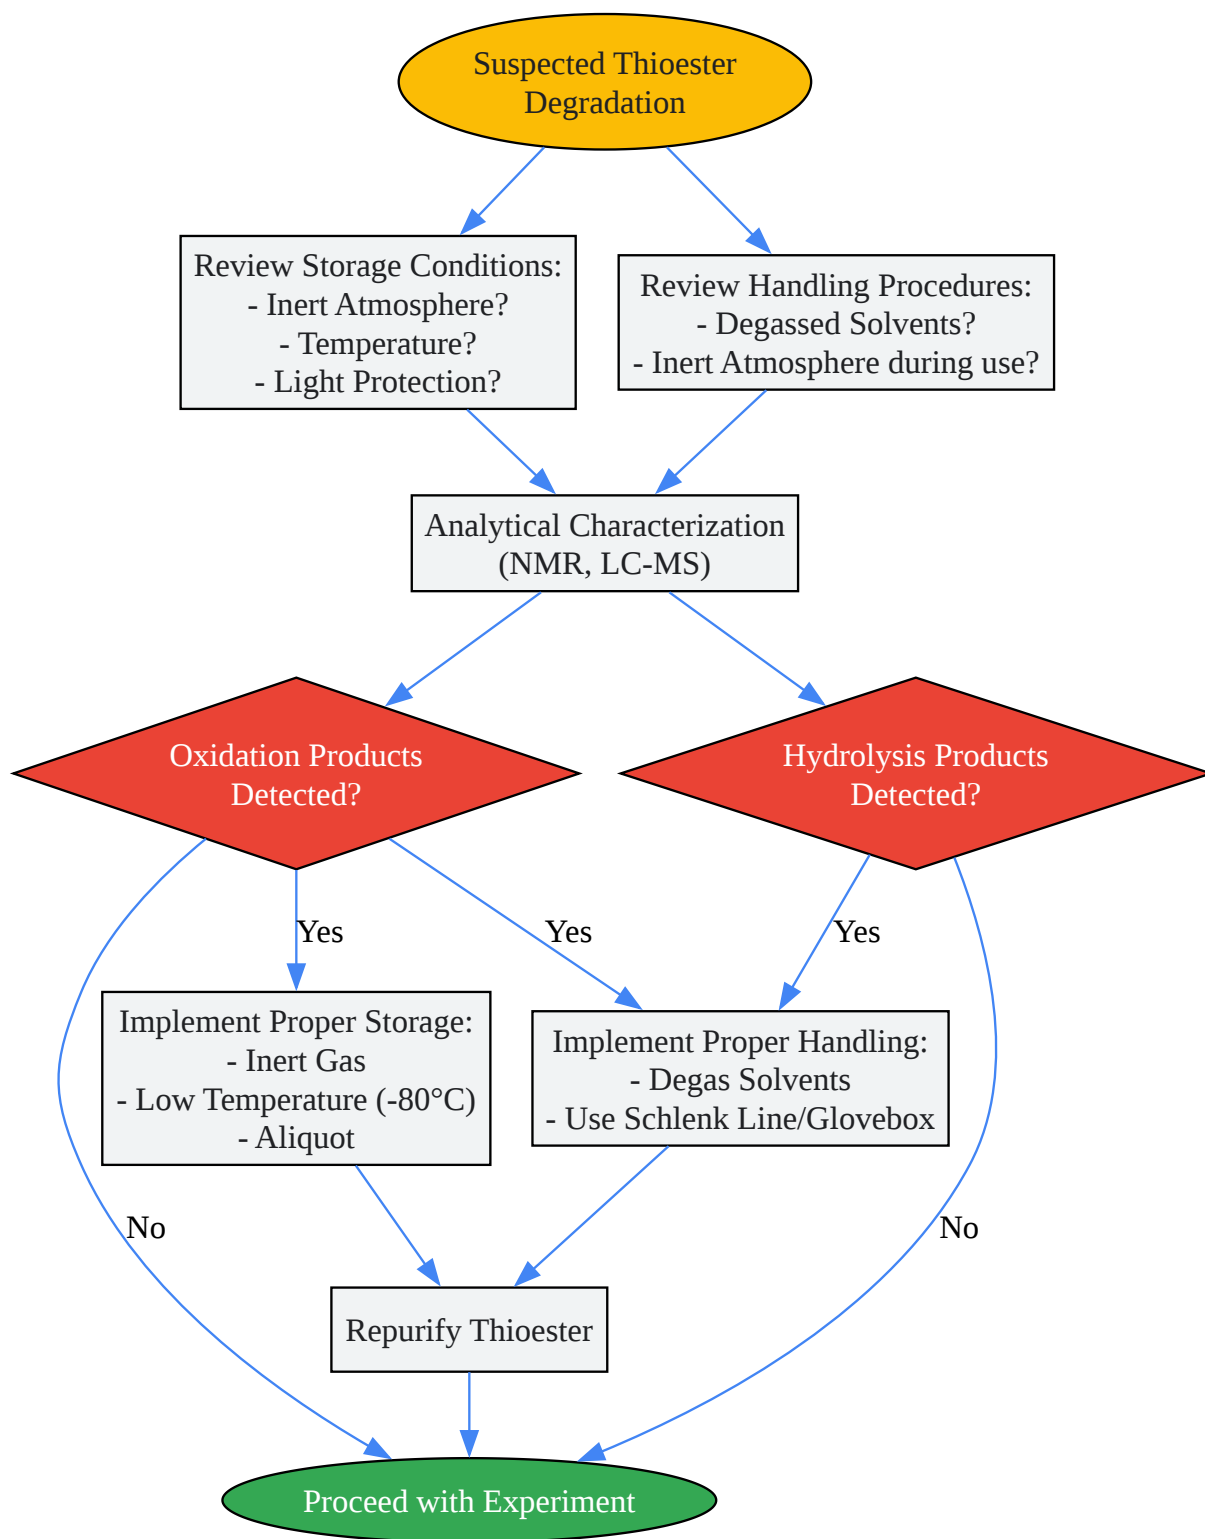 Suspected Thioester
Degradation
Review Storage Conditions:
- Inert Atmosphere?
- Temperature?
- Light Protection?
Review Handling Procedures:
- Degassed Solvents?
- Inert Atmosphere during use?
Analytical Characterization
(NMR, LC-MS)
Oxidation Products
Detected?
Hydrolysis Products
Detected?
Yes
Yes
Yes
Implement Proper Storage:
- Inert Gas
- Low Temperature (-80°C)
- Aliquot
Implement Proper Handling:
- Degas Solvents
- Use Schlenk Line/Glovebox
No
No
Repurify Thioester
Proceed with Experiment